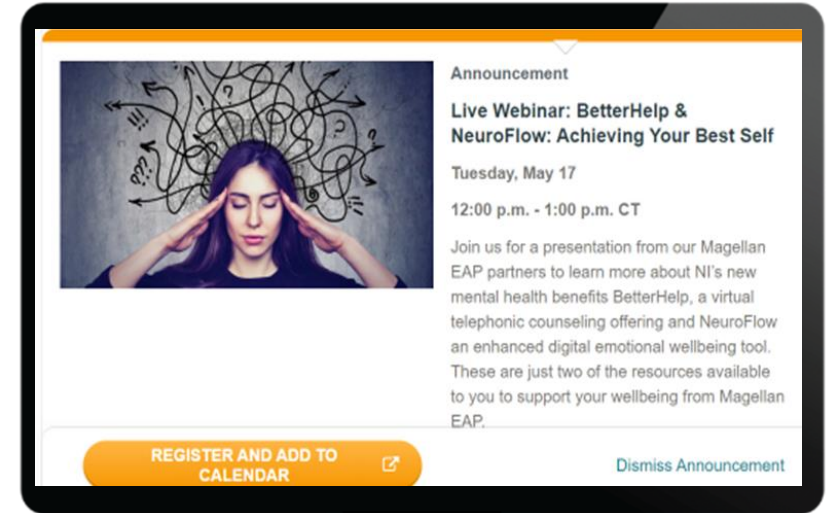 Announcement
Live Webinar: BetterHelp &
NeuroFlow: Achieving Your Best Self
Tuesday, May 17
12:00 p.m. - 1:00 p.m. CT
Join us for a presentation from our Magellan
EAP partners to learn more about NI's new
mental health benefits BetterHelp, a virtual
telephonic counseling offering and NeuroFlow
an enhanced digital emotional wellbeing tool.
These are just two of the resources available
to you to support your wellbeing from Magellan
EAP.
REGISTER AND ADD TO
CALENDAR
Dismiss Announcement